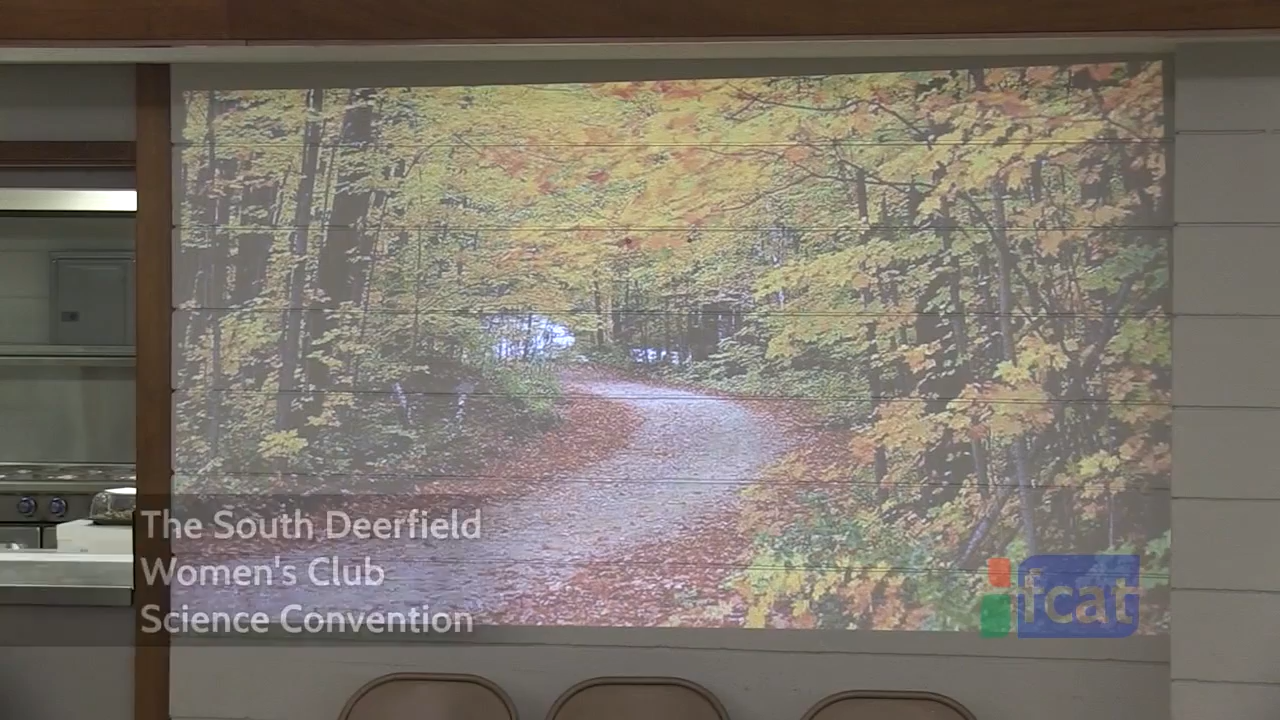 The South Deerfield
Women's Club
Science Convention
fcat